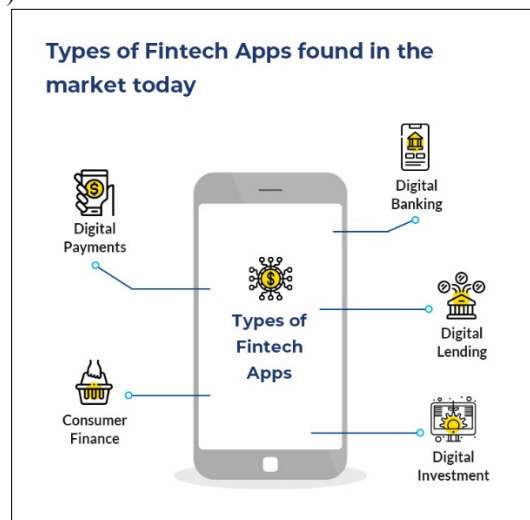 )
Types of Fintech Apps found in the
market today
Digital
Payments
Digital
Banking
Types of
Fintech
Apps
Digital
Lending
Consumer
Finance
Digital
Investment